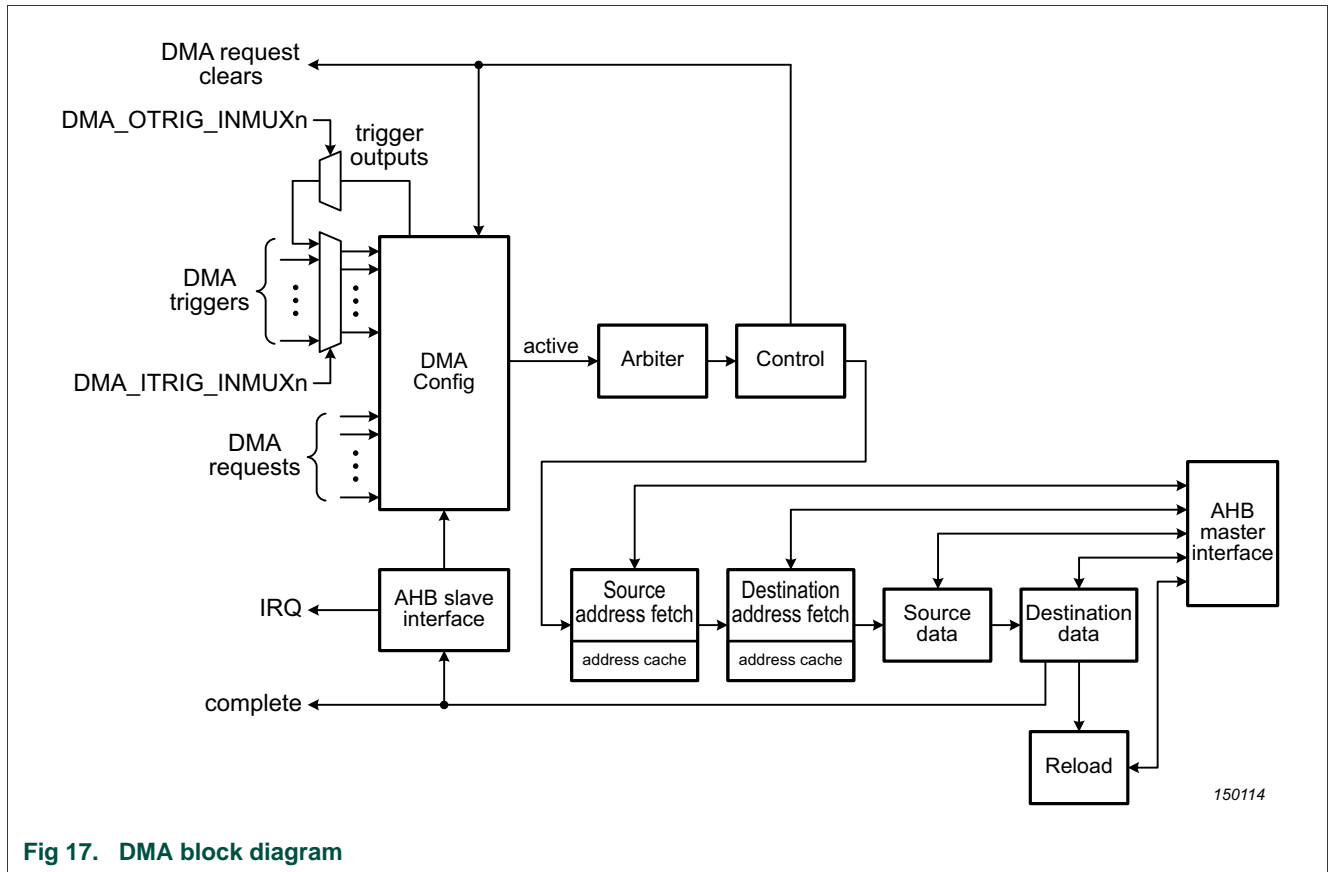 DMA request
clears
DMA_OTRIG_INMUXn
trigger
outputs
DMA
triggers
DMA_ITRIG_INMUXn
DMA
requests
DMA
Config
active
Arbiter
Control
AHB
master
interface
IRQ
AHB slave
interface
Source
address fetch
address cache
Destination
address fetch
address cache
Source
data
Destination
data
complete
Reload
150114
Fig 17. DMA block diagram